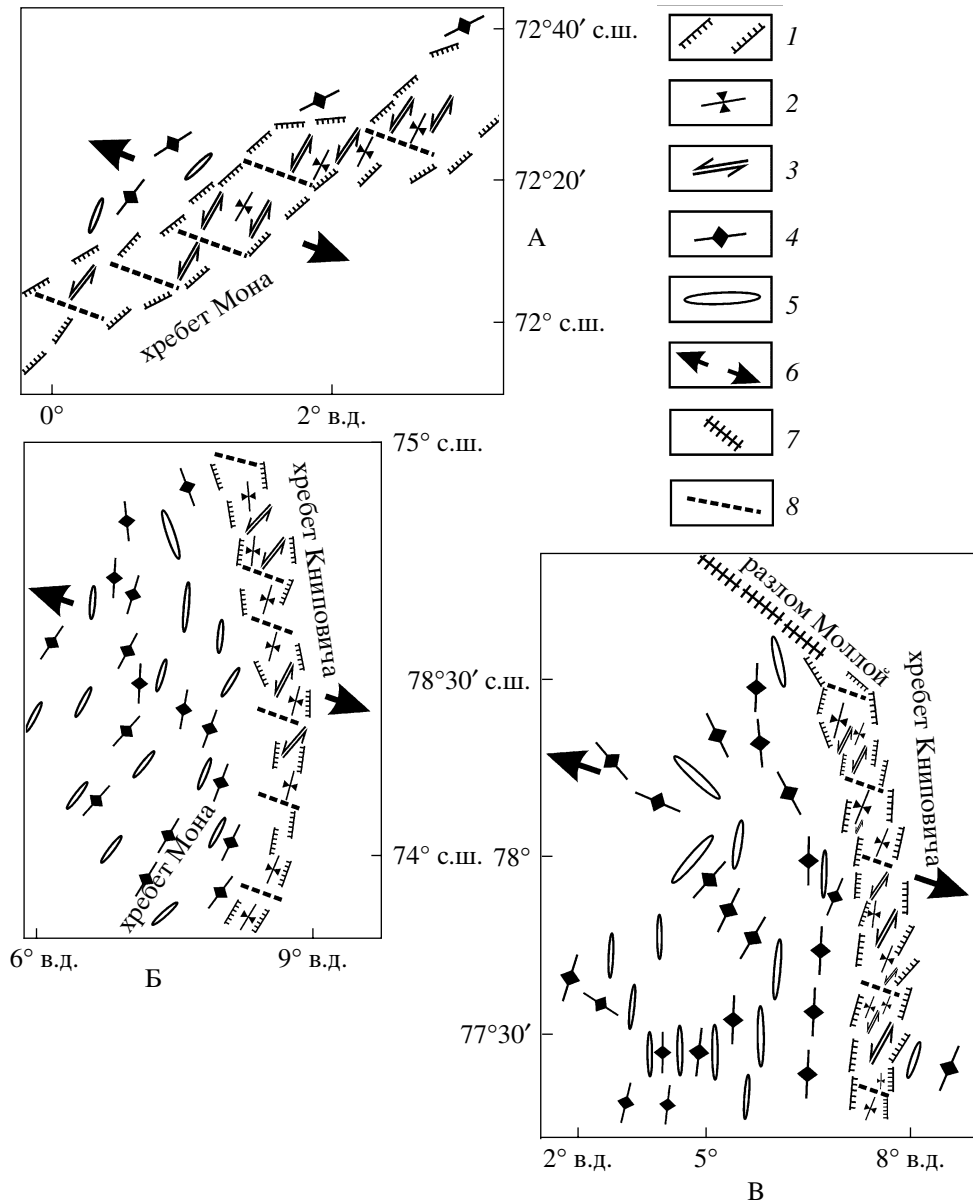 72°40′ с.ш.
72°20′
А
72° с.ш.
хребет Мона
0°
2° в.д.
1
2
3
4
5
6
7
8
75° с.ш.
хребет Книповича
74° с.ш.
хребет Мона
6° в.д.
9° в.д.
Б
разлом Моллой
хребет Книповича
78°30′ с.ш.
78°
77°30′
2° в.д.
5°
8° в.д.
В